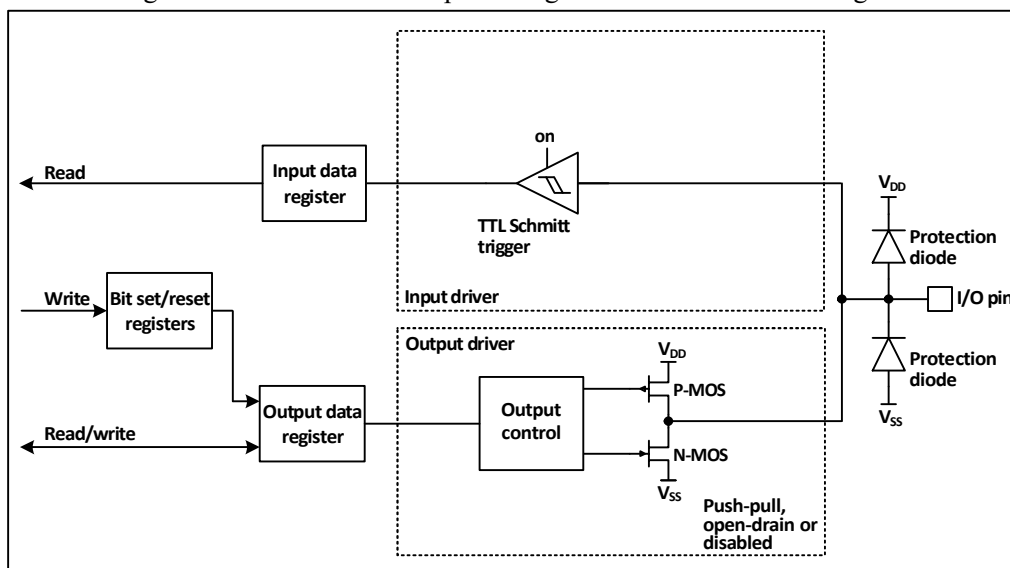 on
Read
Input data
register
TTL Schmitt
trigger
VDD
Protection
diode
Write
Bit set/reset
registers
Input driver
I/O pin
Output driver
VDD
P-MOS
Protection
diode
Output
control
Output data
register
Read/write
N-MOS
VSS
VSS
Push-pull,
open-drain or
disabled